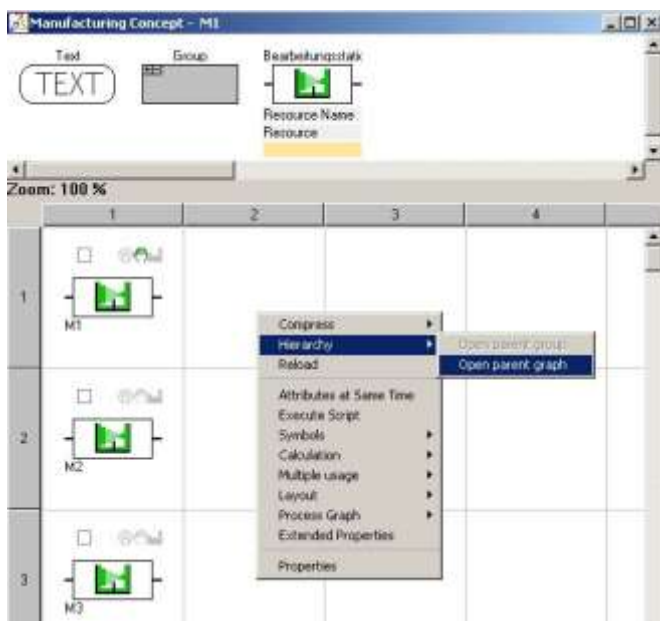 Manufacturing Concept - M1
Text
Group
Bearbeitungsstatix
TEXT
Resource Name
Resource
Zoom: 100 %
1
2
3
4
1
M1
2
M2
3
M3
Compress
Hierarchy
Reload
Attributes at Same Time
Execute Script
Symbols
Calculation
Multiple usage
Layout
Process Graph
Extended Properties
Properties
Open parent group
Open parent graph